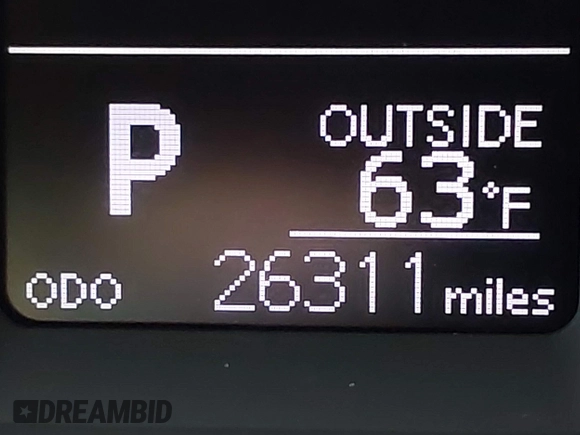 P
OUTSIDE
63°F
ODO 26311 miles
DREAMBID